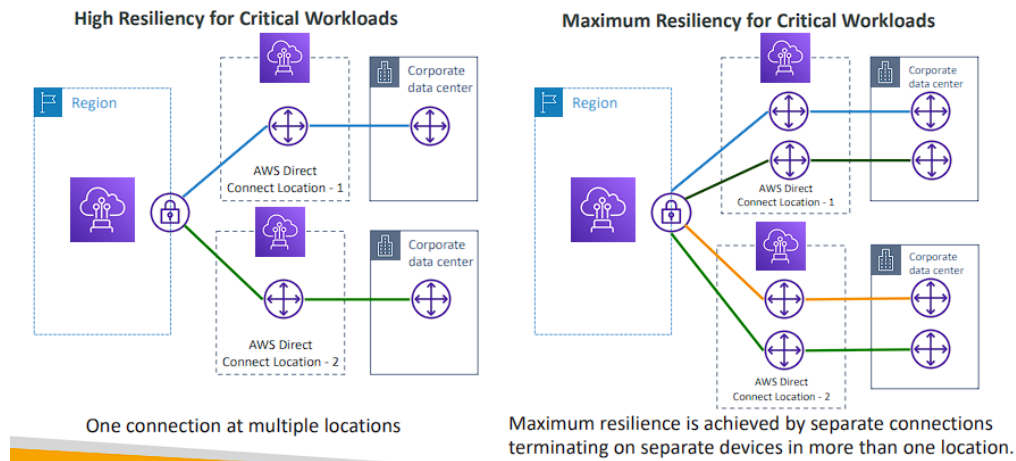 High Resiliency for Critical Workloads
Region
Corporate
data center
AWS Direct
Connect Location - 1
Corporate
data center
AWS Direct
Connect Location - 2
One connection at multiple locations
Maximum Resiliency for Critical Workloads
Region
Corporate
data center
AWS Direct
Connect Location - 1
Corporate
data center
AWS Direct
Connect Location - 2
Maximum resilience is achieved by separate connections
terminating on separate devices in more than one location.